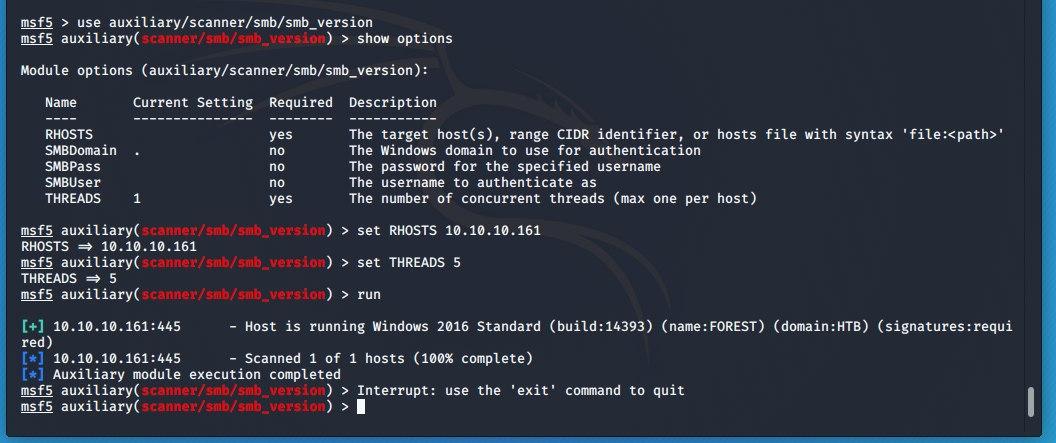 msf5 > use auxiliary/scanner/smb/smb_version
msf5 auxiliary(scanner/smb/smb_version) > show options
Module options (auxiliary/scanner/smb/smb_version):
Name Current Setting Required Description
---- --------------- -------- -----------
RHOSTS yes The target host(s), range CIDR identifier, or hosts file with syntax 'file:<path>'
SMBDomain . no The Windows domain to use for authentication
SMBPass no The password for the specified username
SMBUser no The username to authenticate as
THREADS 1 yes The number of concurrent threads (max one per host)
msf5 auxiliary(scanner/smb/smb_version) > set RHOSTS 10.10.10.161
RHOSTS ⇒ 10.10.10.161
msf5 auxiliary(scanner/smb/smb_version) > set THREADS 5
THREADS ⇒ 5
msf5 auxiliary(scanner/smb/smb_version) > run
[+] 10.10.10.161:445 - Host is running Windows 2016 Standard (build:14393) (name:FOREST) (domain:HTB) (signatures:requi
red)
[*] 10.10.10.161:445 - Scanned 1 of 1 hosts (100% complete)
[*] Auxiliary module execution completed
msf5 auxiliary(scanner/smb/smb_version) > Interrupt: use the 'exit' command to quit
msf5 auxiliary(scanner/smb/smb_version) >